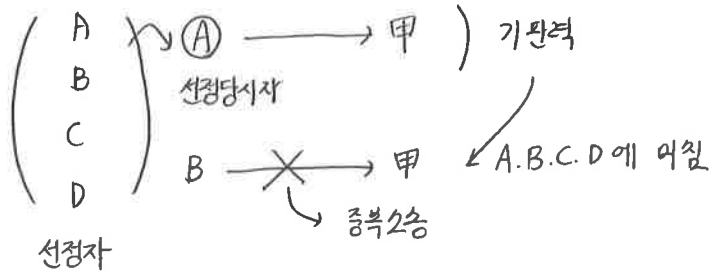 A Ⓐ → 甲 ) 기판력
B 선정당사자
C
D
B → 甲 A.B.C.D에 미침
중복소송
선정자